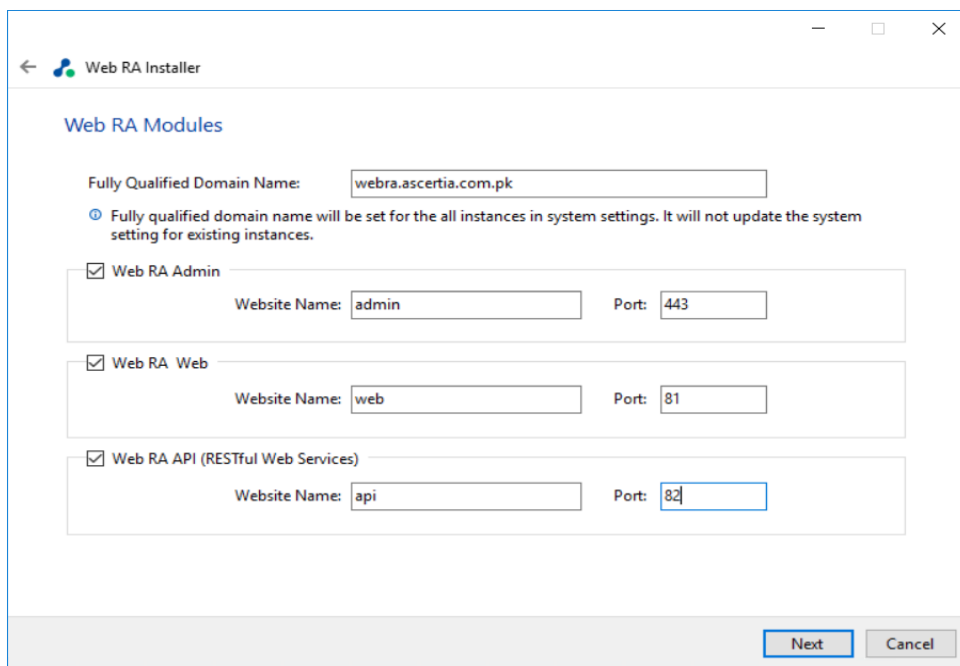 Web RA Installer
Web RA Modules
Fully Qualified Domain Name: webra.ascertia.com.pk
Fully qualified domain name will be set for the all instances in system settings. It will not update the system
setting for existing instances.
Web RA Admin
Website Name: admin Port: 443
Web RA Web
Website Name: web Port: 81
Web RA API (RESTful Web Services)
Website Name: api Port: 82
Next Cancel